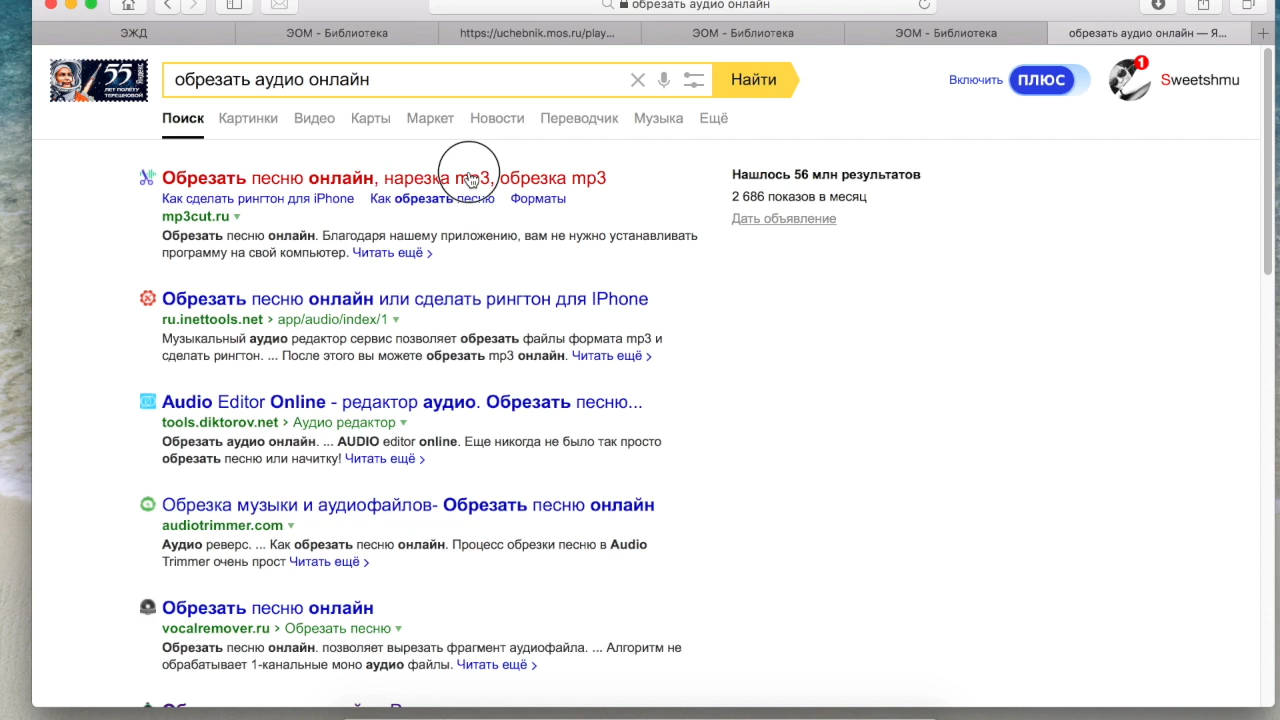 обрезать аудио онлайн
ЭЖД
ЭОМ - Библиотека
https://uchebnik.mos.ru/play...
ЭОМ - Библиотека
ЭОМ - Библиотека
обрезать аудио онлайн — Я...
55
ЛЕТ ПОЛЁТУ
ТЕРЕШКОВОЙ
Яндекс
обрезать аудио онлайн
Найти
Включить ПЛЮС
1
Sweetshmu
Поиск Картинки Видео Карты Маркет Новости Переводчик Музыка Ещё
Обрезать песню онлайн, нарезка mp3, обрезка mp3
Как сделать рингтон для iPhone Как обрезать песню Форматы
mp3cut.ru
Обрезать песню онлайн. Благодаря нашему приложению, вам не нужно устанавливать
программу на свой компьютер. Читать ещё >
Нашлось 56 млн результатов
2 686 показов в месяц
Дать объявление
Обрезать песню онлайн или сделать рингтон для IPhone
ru.inettools.net > app/audio/index/1
Музыкальный аудио редактор сервис позволяет обрезать файлы формата mp3 и
сделать рингтон. ... После этого вы можете обрезать mp3 онлайн. Читать ещё >
Audio Editor Online - редактор аудио. Обрезать песню...
tools.diktorov.net > Аудио редактор
Обрезать аудио онлайн. ... AUDIO editor online. Еще никогда не было так просто
обрезать песню или начитку! Читать ещё >
Обрезка музыки и аудиофайлов- Обрезать песню онлайн
audiotrimmer.com
Аудио реверс. ... Как обрезать песню онлайн. Процесс обрезки песню в Audio
Trimmer очень прост Читать ещё >
Обрезать песню онлайн
vocalremover.ru > Обрезать песню
Обрезать песню онлайн. позволяет вырезать фрагмент аудиофайла. ... Алгоритм не
обрабатывает 1-канальные моно аудио файлы. Читать ещё >